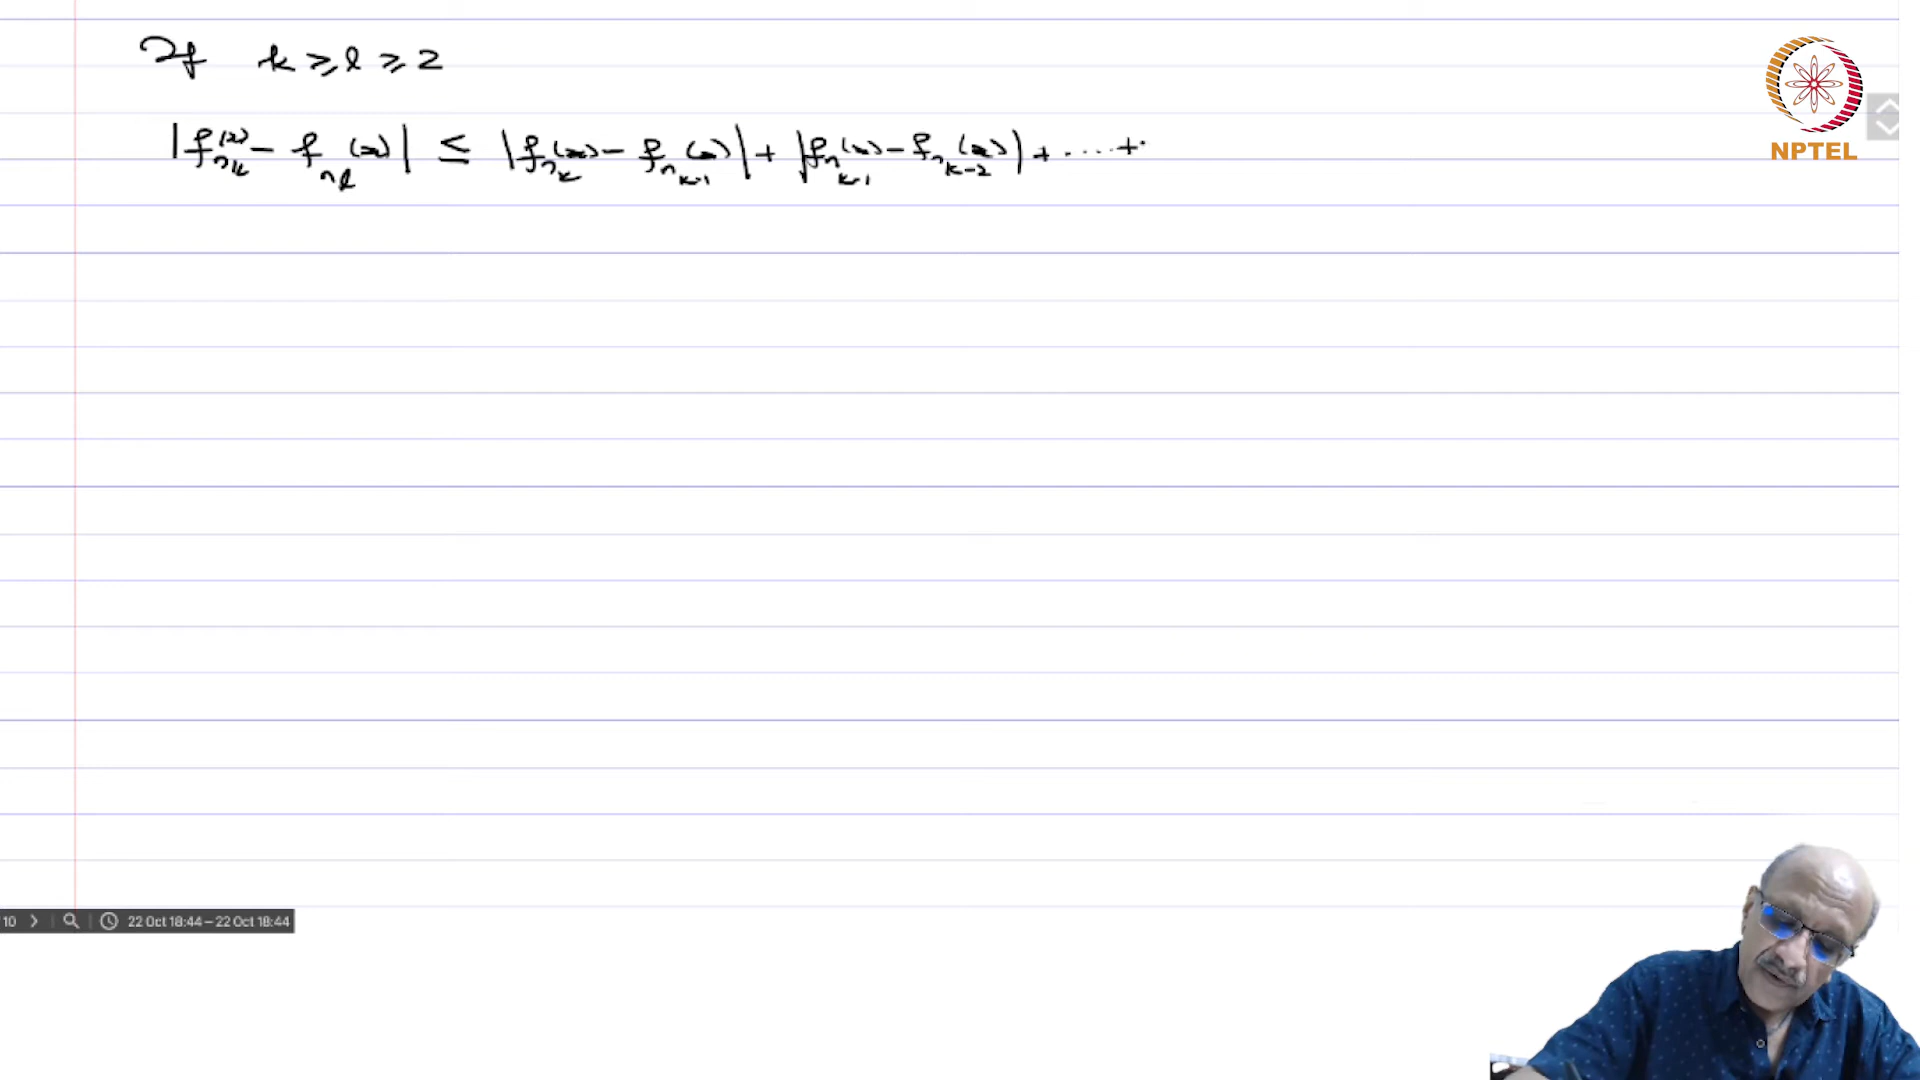 If k ≥ l ≥ 2
|f_{n_k}(x) − f_{n_l}(x)| ≤ |f_{n_k}(x) − f_{n_{k-1}}(x)| + |f_{n_{k-1}}(x) − f_{n_{k-2}}(x)| + ..... +
NPTEL
10 > 22 Oct 18:44 – 22 Oct 18:44